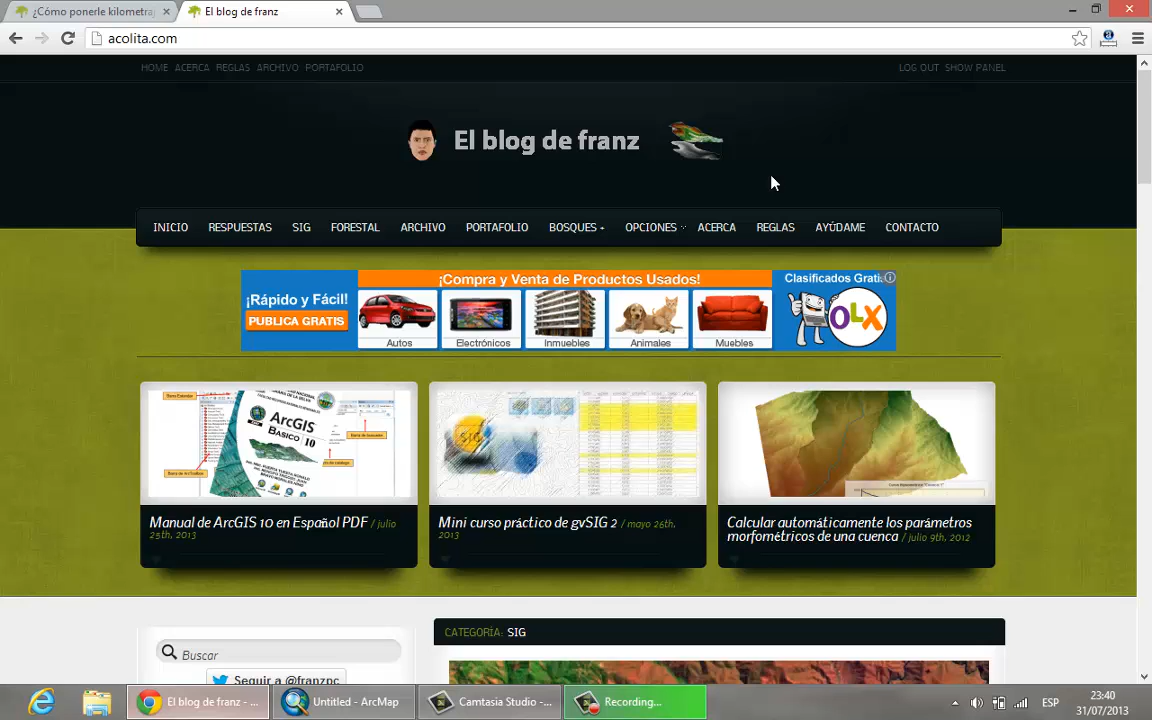 ¿Cómo ponerle kilometraj
El blog de franz
acolita.com
HOME ACERCA REGLAS ARCHIVO PORTAFOLIO
LOG OUT SHOW PANEL
El blog de franz
INICIO RESPUESTAS SIG FORESTAL ARCHIVO PORTAFOLIO BOSQUES OPCIONES ACERCA REGLAS AYÚDAME CONTACTO
¡Compra y Venta de Productos Usados!
Clasificados Gratis
¡Rápido y Fácil!
PUBLICA GRATIS
OLX
Autos Electrónicos Inmuebles Animales Muebles
ArcGIS
BASICO 10
SIG
Manual de ArcGIS 10 en Español PDF / julio
25th, 2013
Mini curso práctico de gvSIG 2 / mayo 26th,
2013
Calcular automáticamente los parámetros
morfométricos de una cuenca / julio 9th, 2012
CATEGORÍA: SIG
Buscar
Seguir a @franzpc
El blog de franz - ...
Untitled - ArcMap
Camtasia Studio -...
Recording...
ESP
23:40
31/07/2013